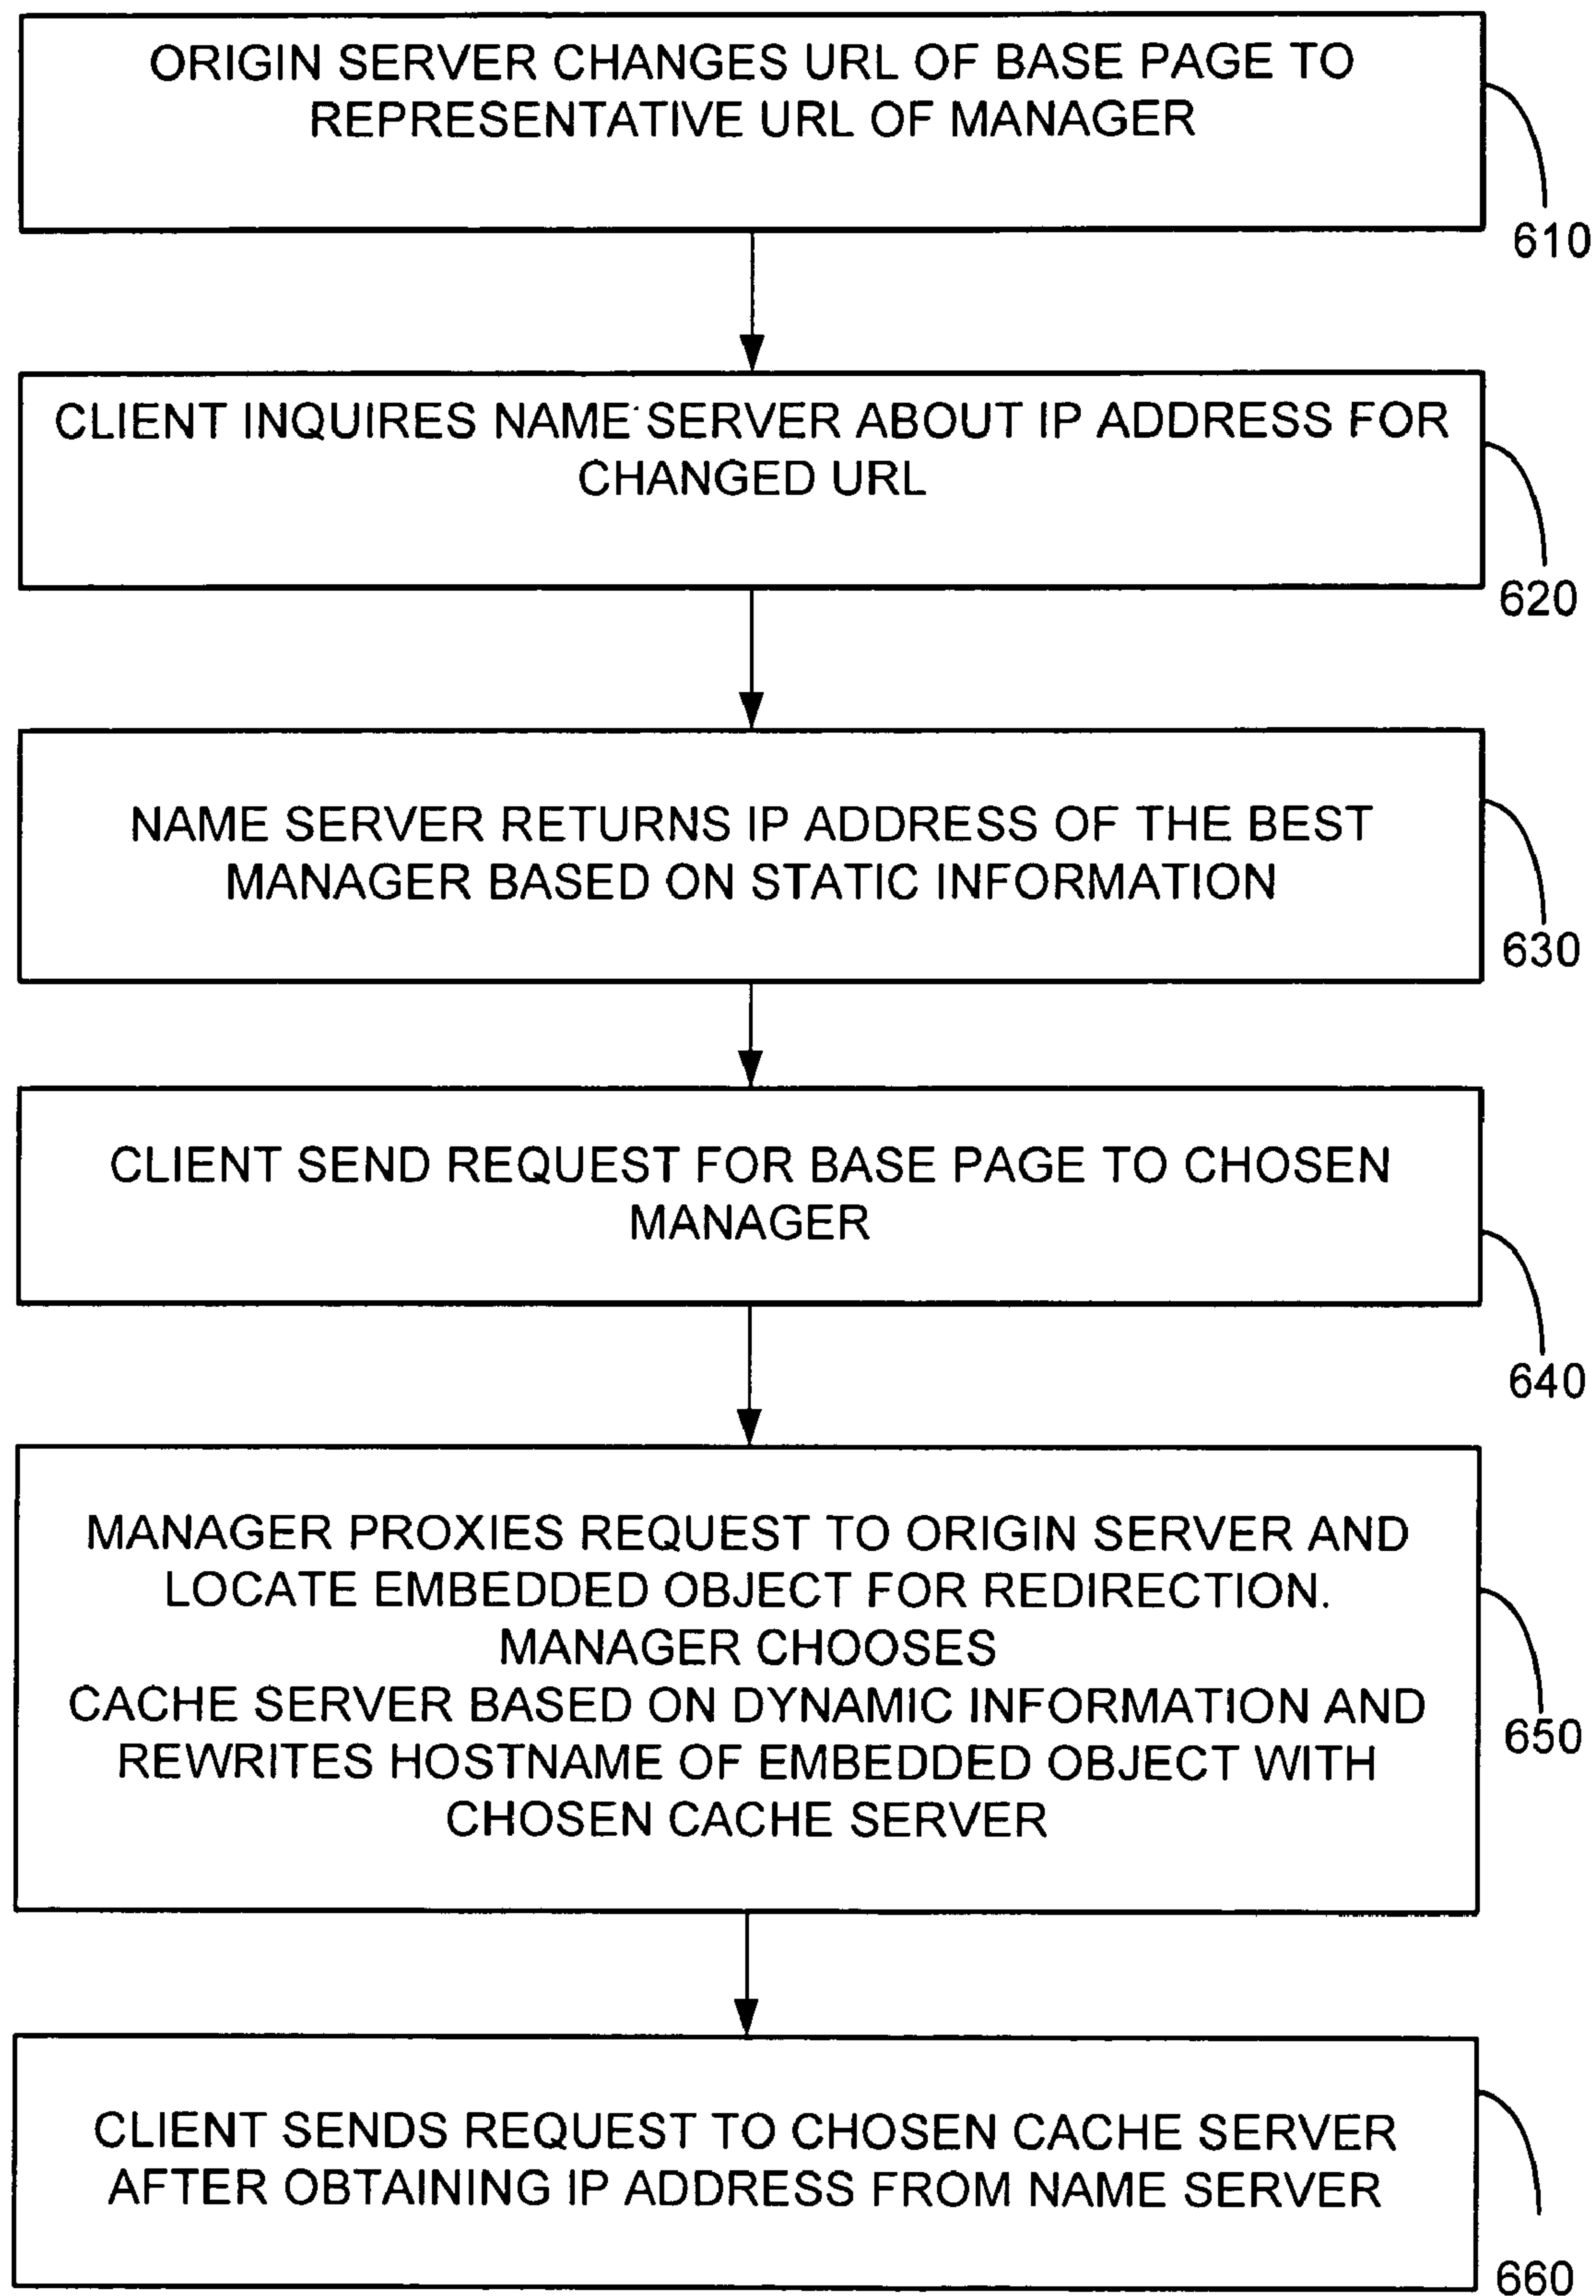 ORIGIN SERVER CHANGES URL OF BASE PAGE TO
REPRESENTATIVE URL OF MANAGER
610
CLIENT INQUIRES NAME SERVER ABOUT IP ADDRESS FOR
CHANGED URL
620
NAME SERVER RETURNS IP ADDRESS OF THE BEST
MANAGER BASED ON STATIC INFORMATION
630
CLIENT SEND REQUEST FOR BASE PAGE TO CHOSEN
MANAGER
640
MANAGER PROXIES REQUEST TO ORIGIN SERVER AND
LOCATE EMBEDDED OBJECT FOR REDIRECTION.
MANAGER CHOOSES
CACHE SERVER BASED ON DYNAMIC INFORMATION AND
REWRITES HOSTNAME OF EMBEDDED OBJECT WITH
CHOSEN CACHE SERVER
650
CLIENT SENDS REQUEST TO CHOSEN CACHE SERVER
AFTER OBTAINING IP ADDRESS FROM NAME SERVER
660